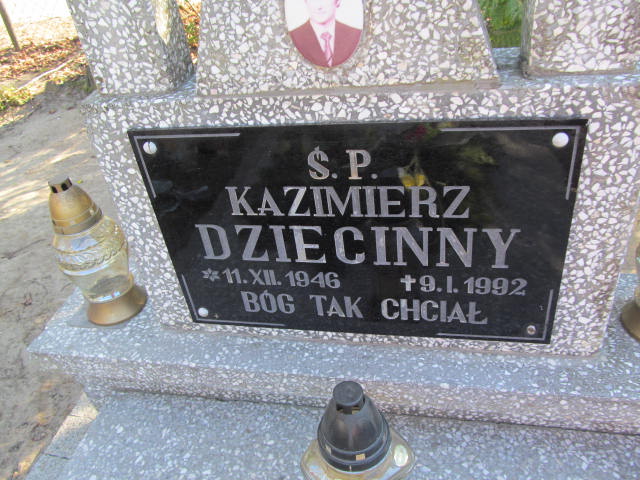 Ś. P.
KAZIMIERZ
DZIECINNY
*11. XII. 1946 +9. I. 1992
BÓG TAK CHCIAŁ